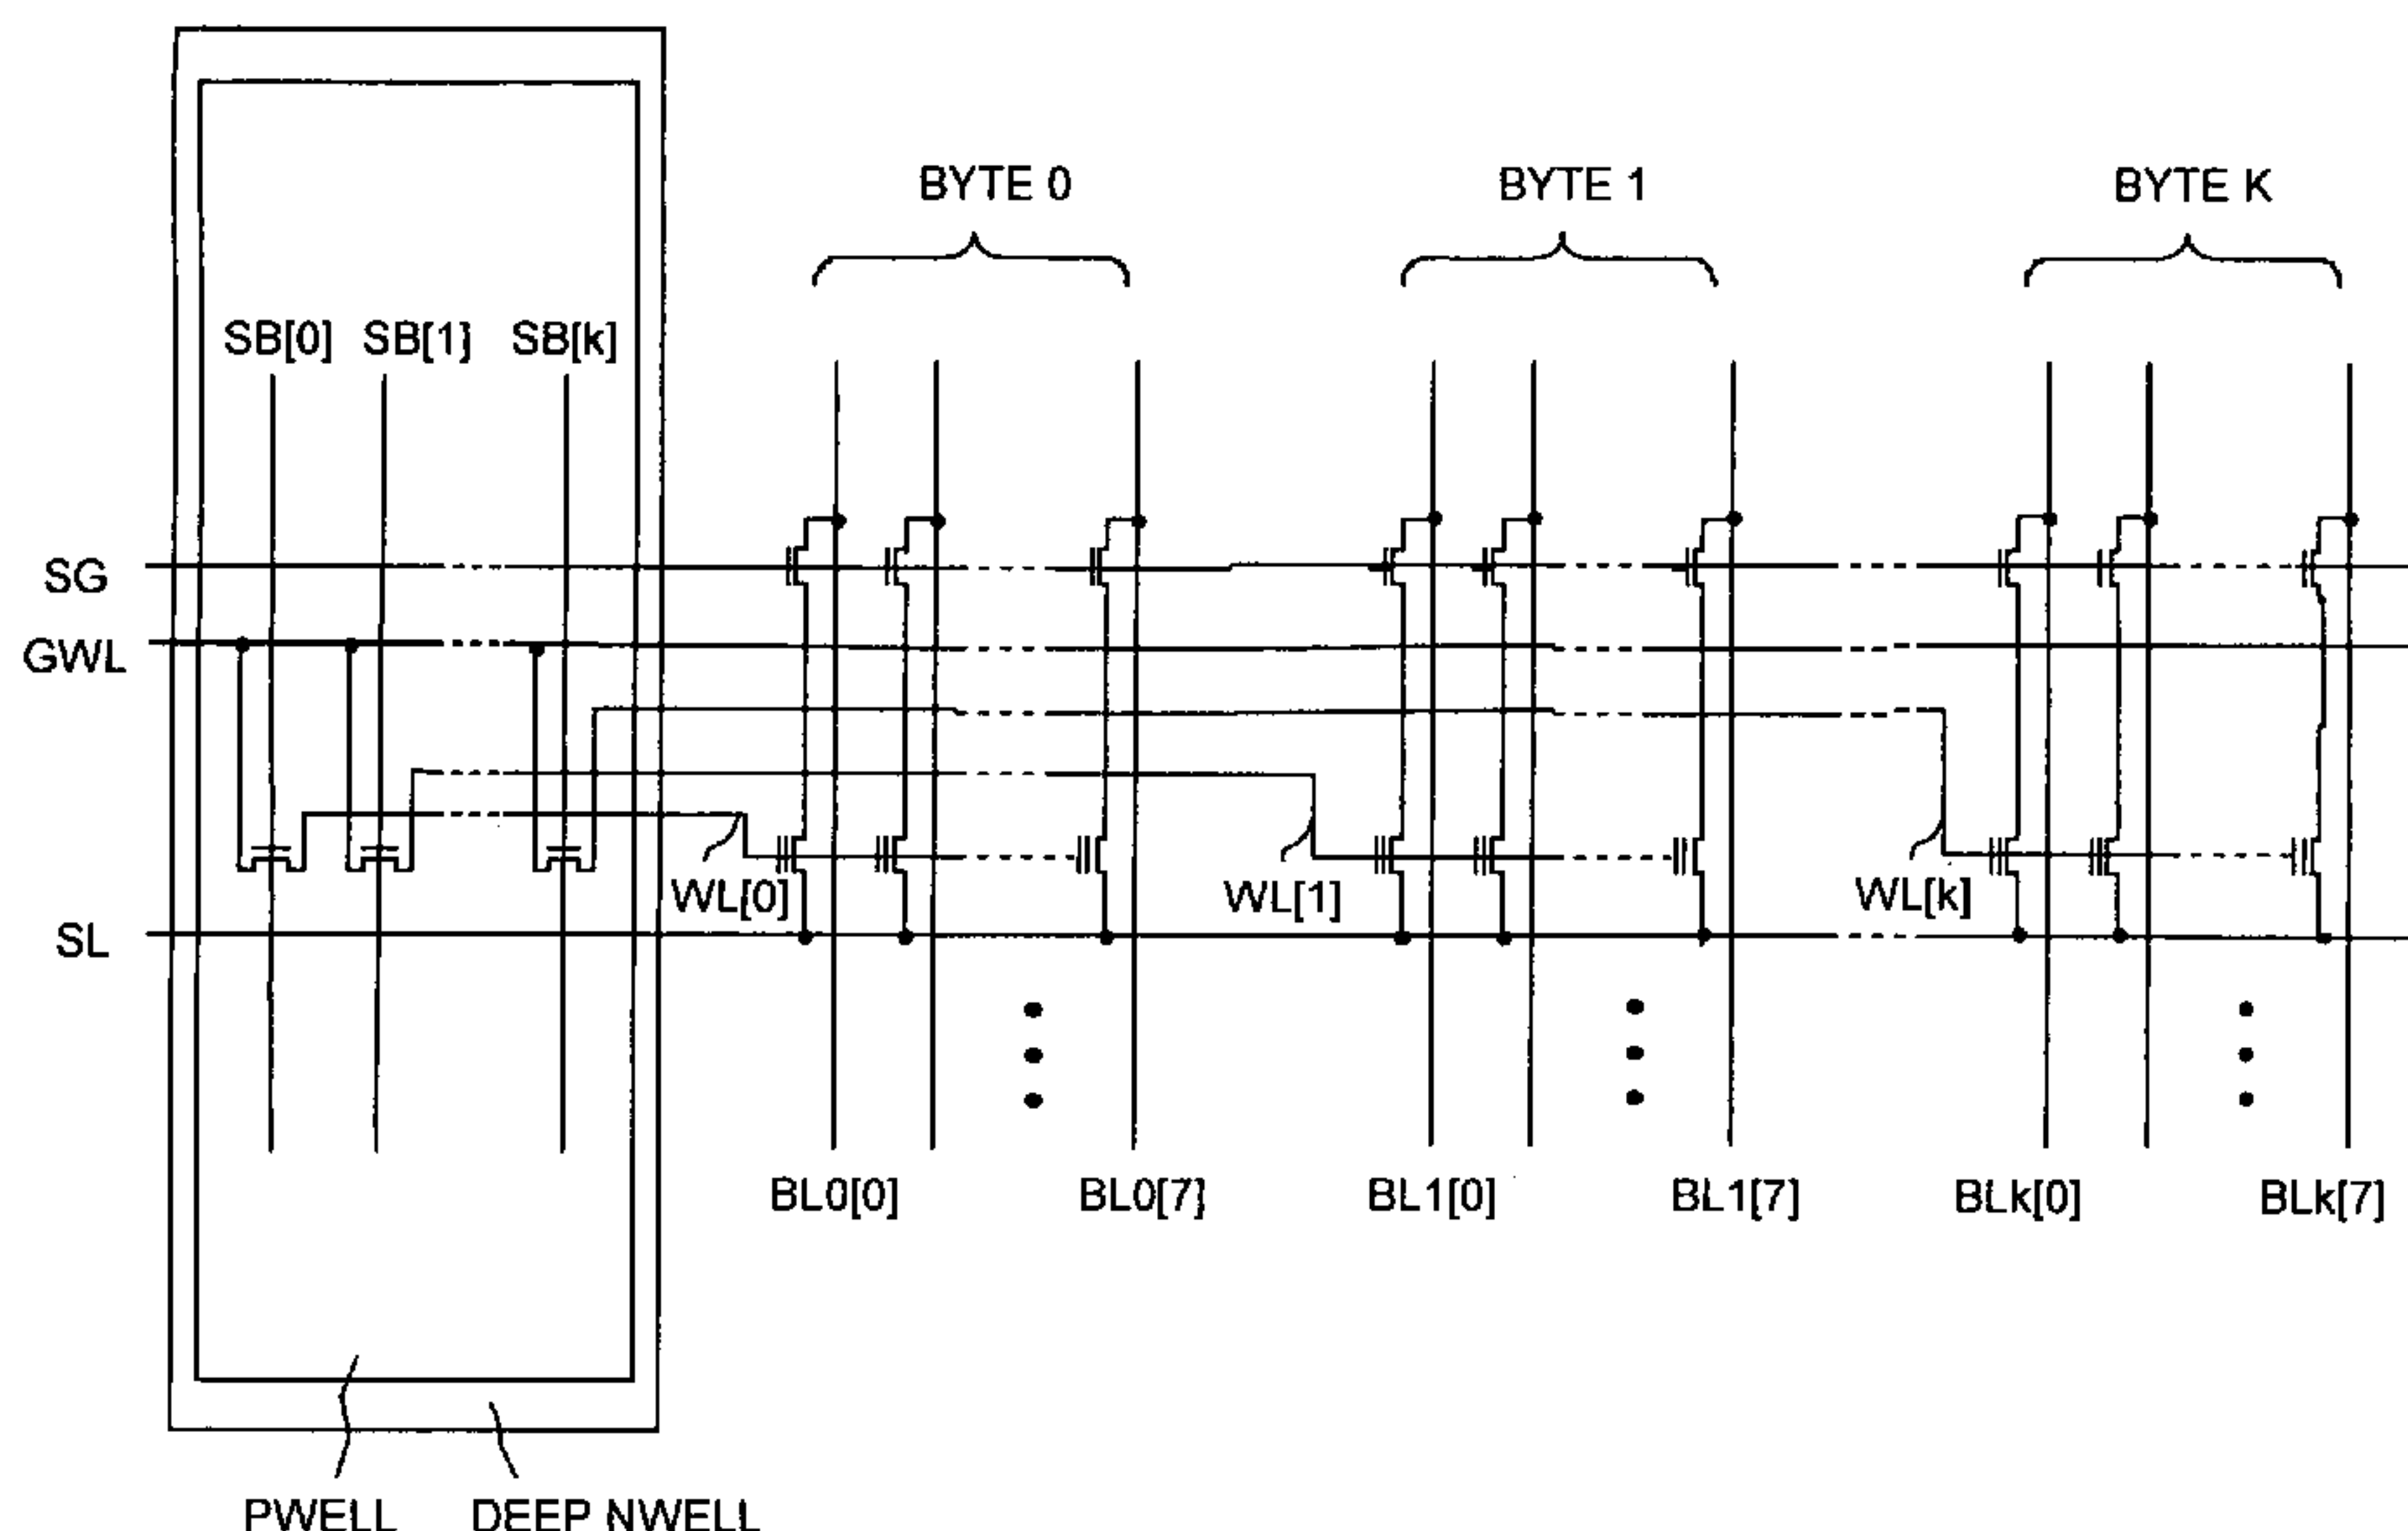 BYTE 0
BYTE 1
BYTE K
SB[0]
SB[1]
SB[k]
SG
GWL
WL[0]
WL[1]
WL[k]
SL
BL0[0]
BL0[7]
BL1[0]
BL1[7]
BLk[0]
BLk[7]
PWELL
DEEP NWELL